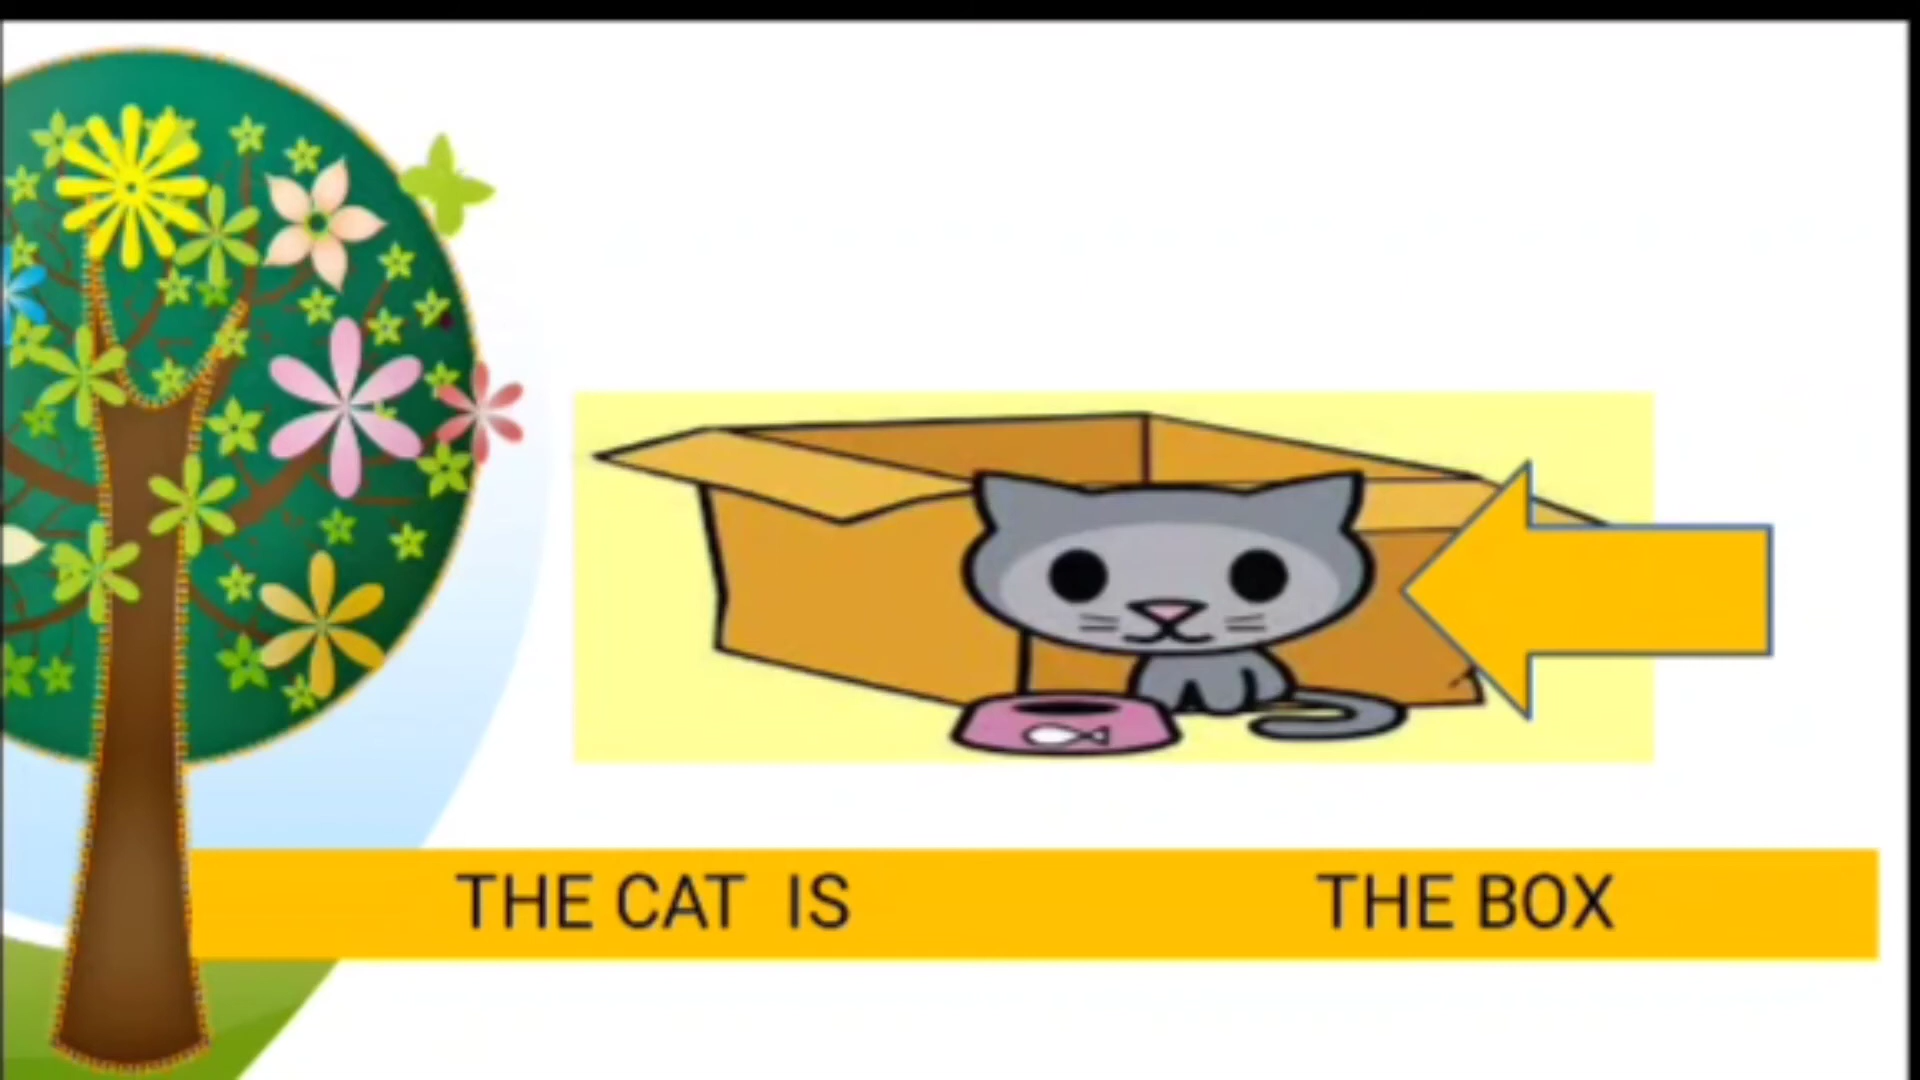 THE CAT IS THE BOX